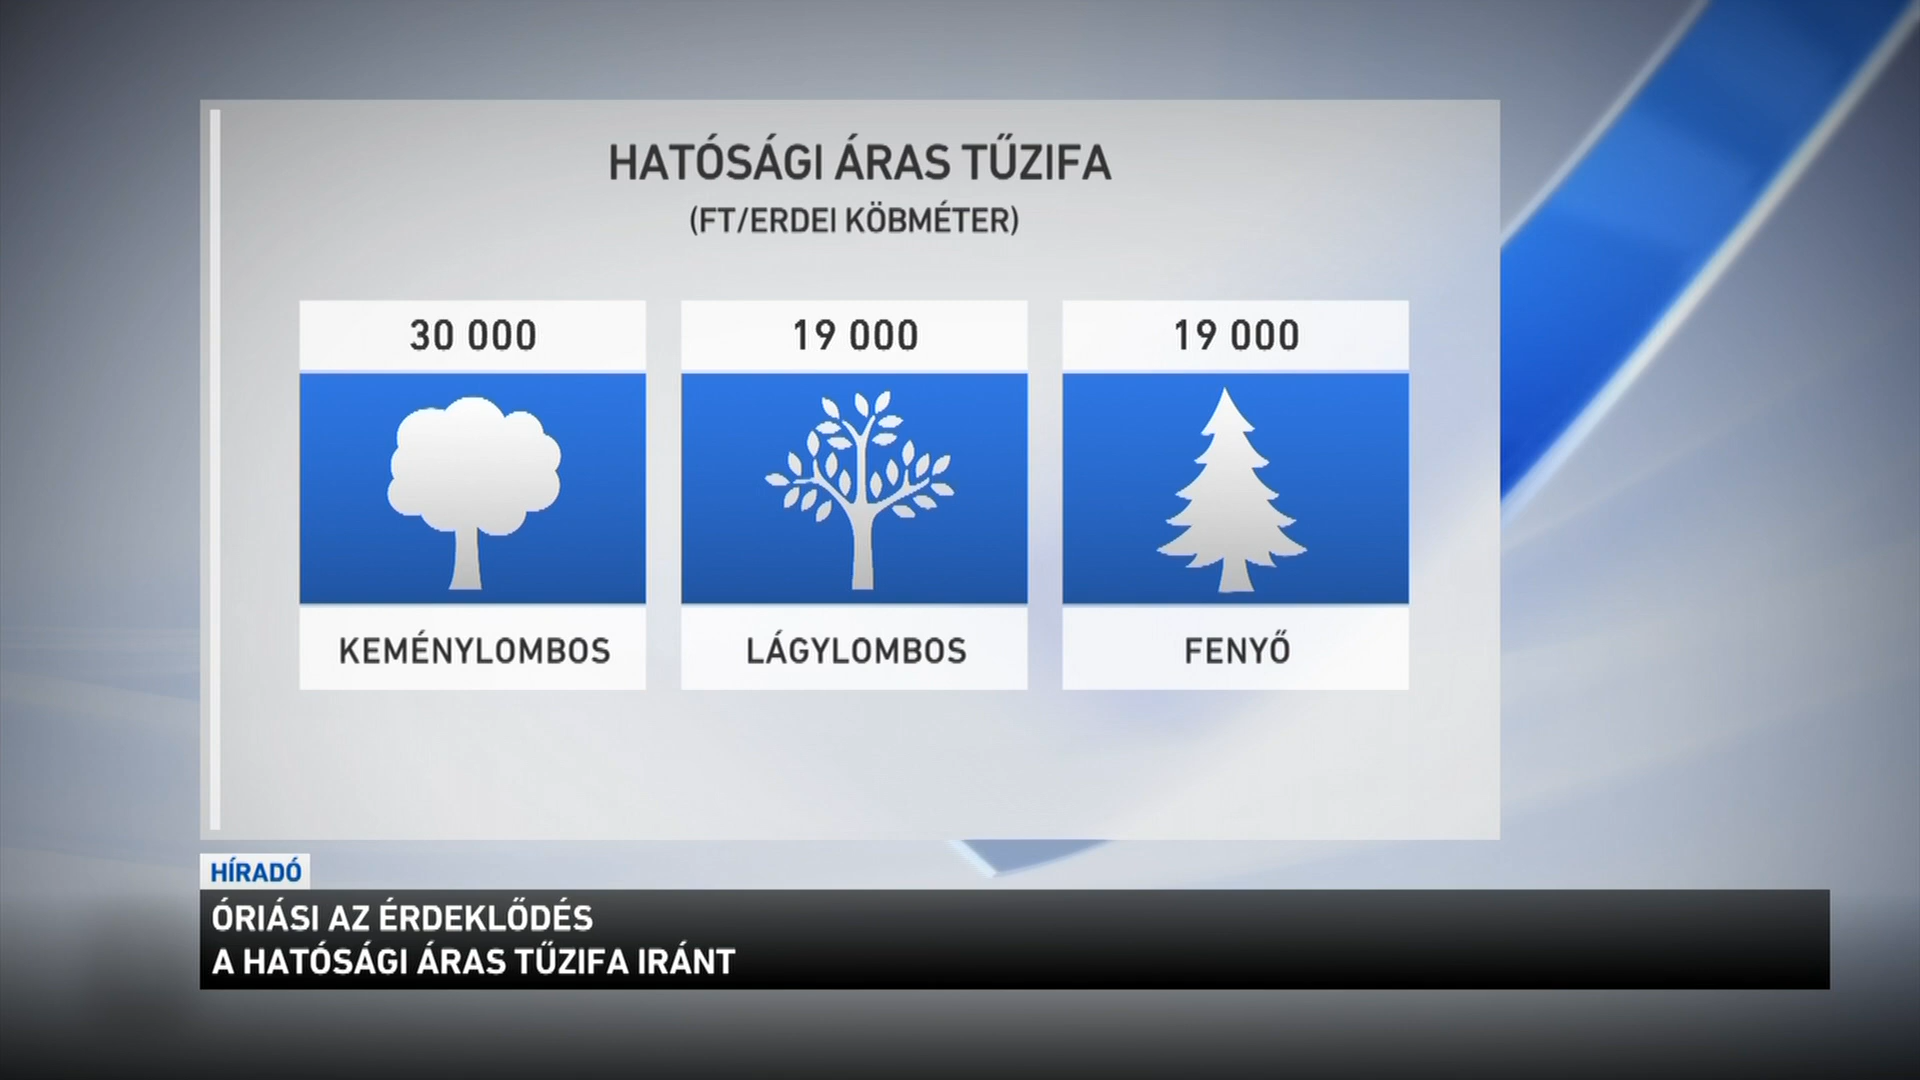 HATÓSÁGI ÁRAS TŰZIFA
(FT/ERDEI KÖBMÉTER)
30 000
19 000
19 000
KEMÉNYLOMBOS
LÁGYLOMBOS
FENYŐ
HÍRADÓ
ÓRIÁSI AZ ÉRDEKLŐDÉS
A HATÓSÁGI ÁRAS TŰZIFA IRÁNT